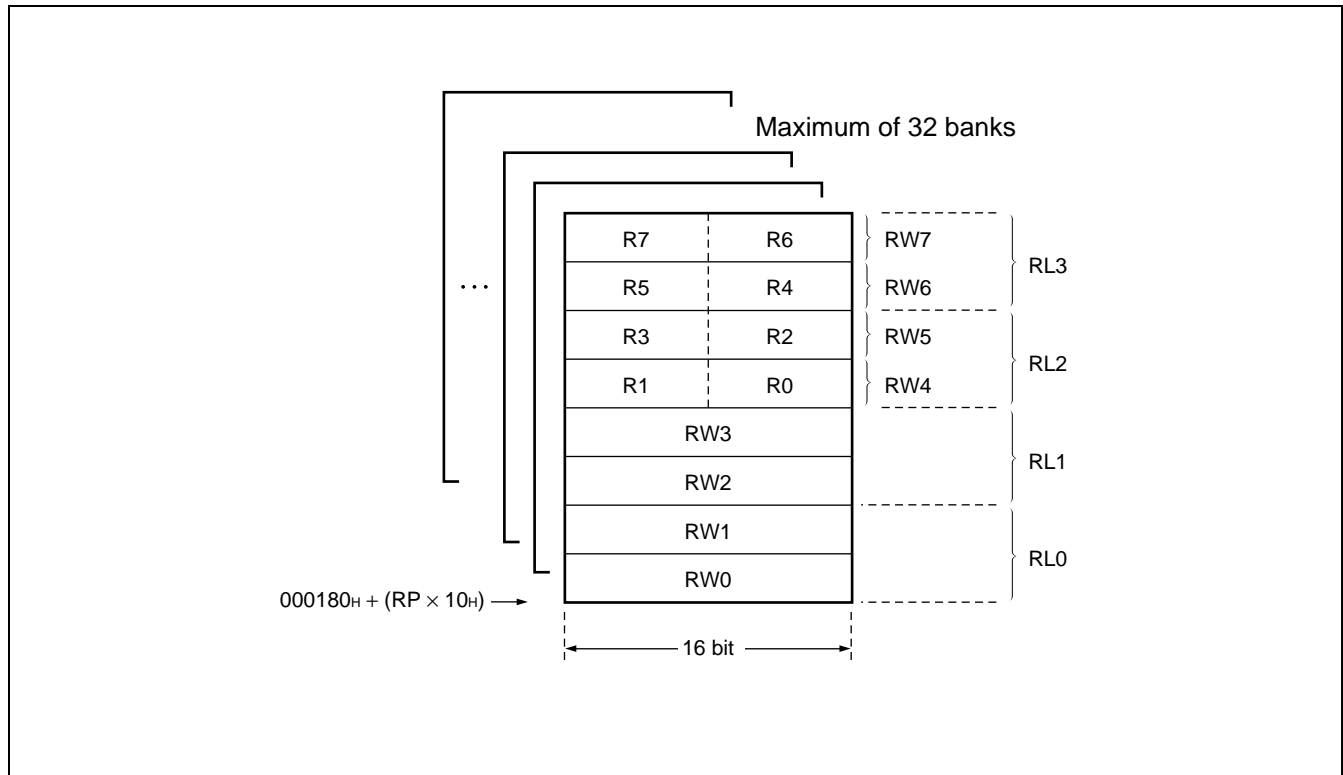 Maximum of 32 banks
R7 R6 RW7
RL3
... R5 R4 RW6
R3 R2 RW5
RL2
R1 R0 RW4
RW3
RL1
RW2
RW1
RL0
RW0
000180H + (RP × 10H)
16 bit